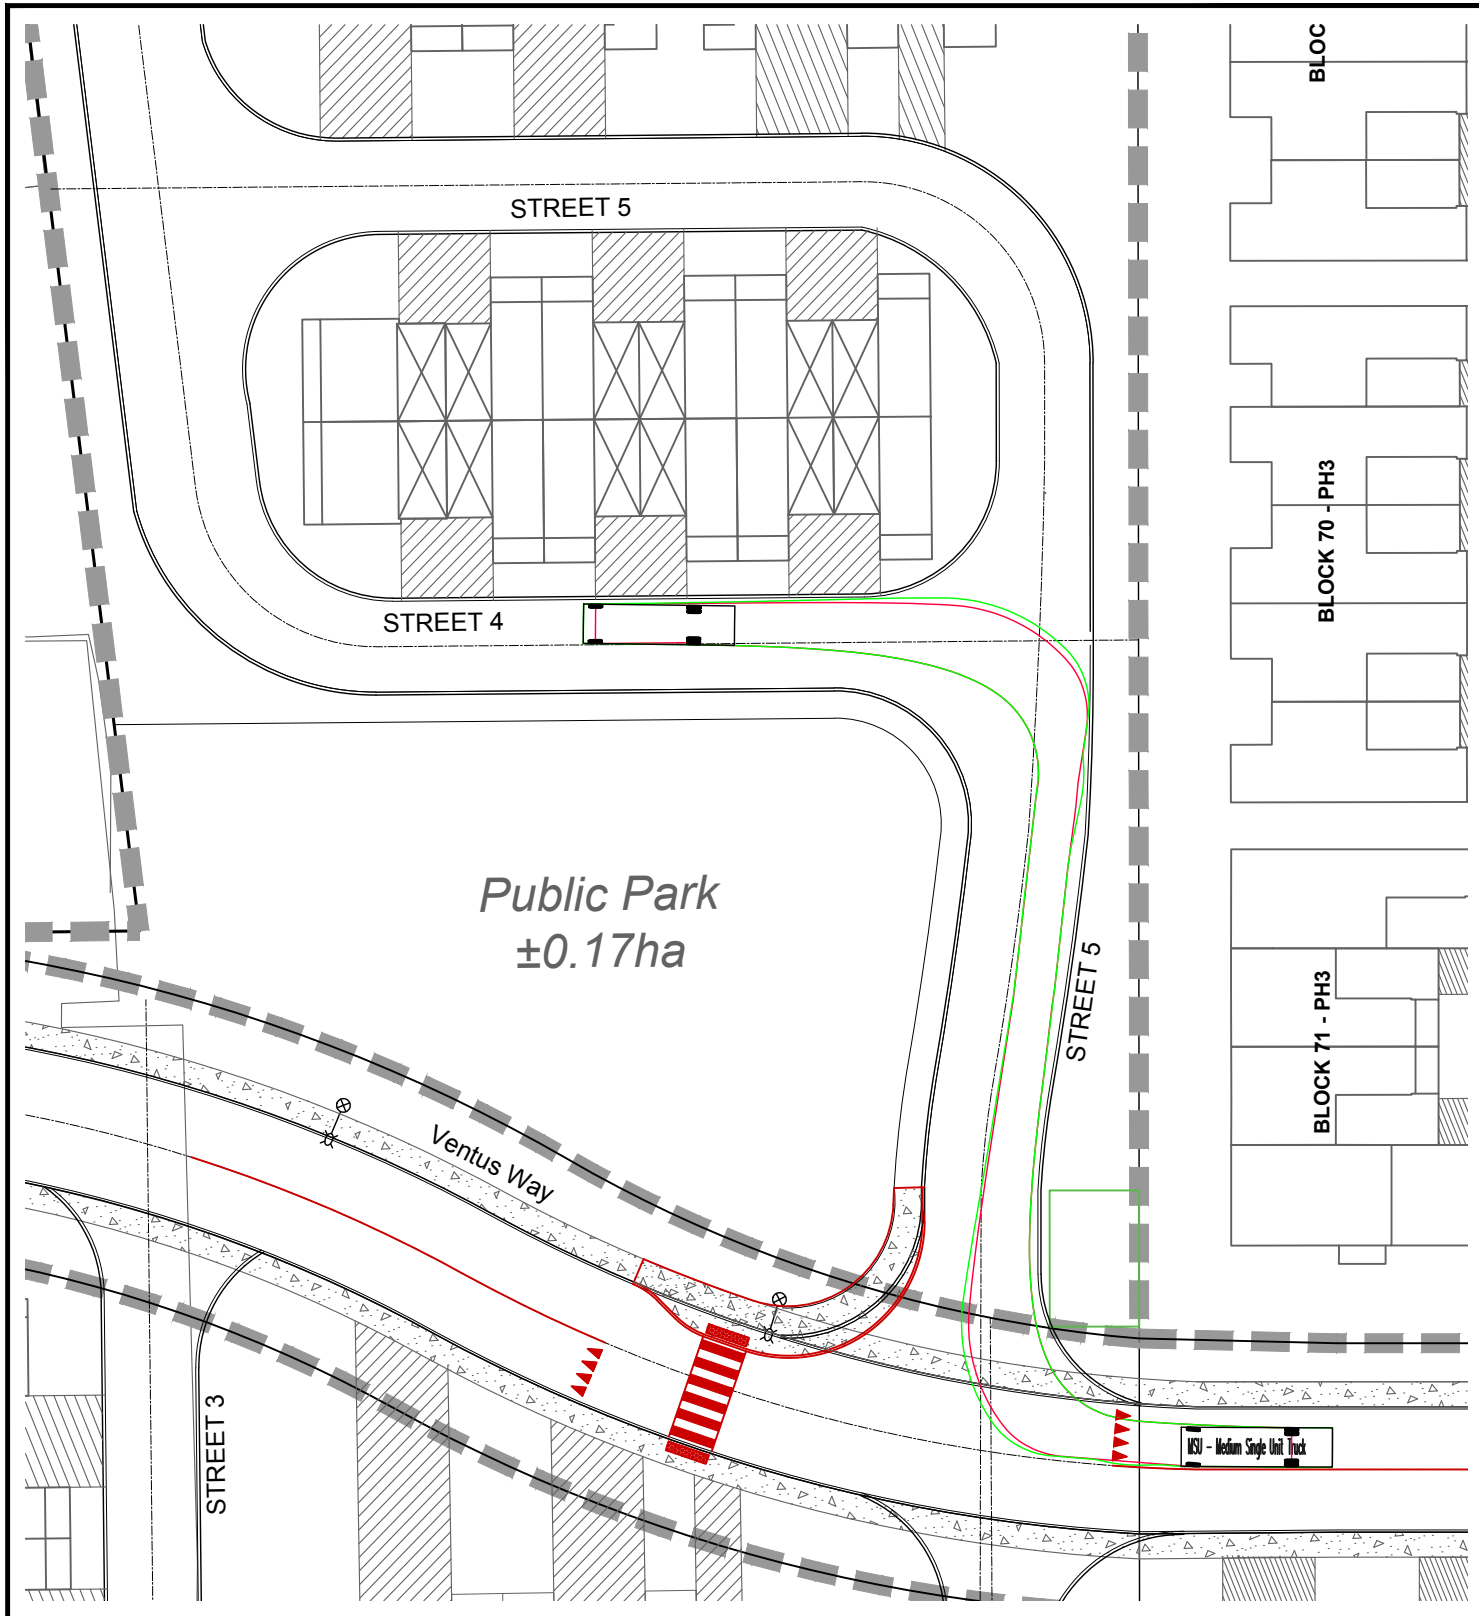 BLOC
STREET 5
BLOCK 70 - PH3
STREET 4
Public Park
±0.17ha
STREET 5
BLOCK 71 - PH3
Ventus Way
STREET 3
MSU - Medium Single Unit Truck